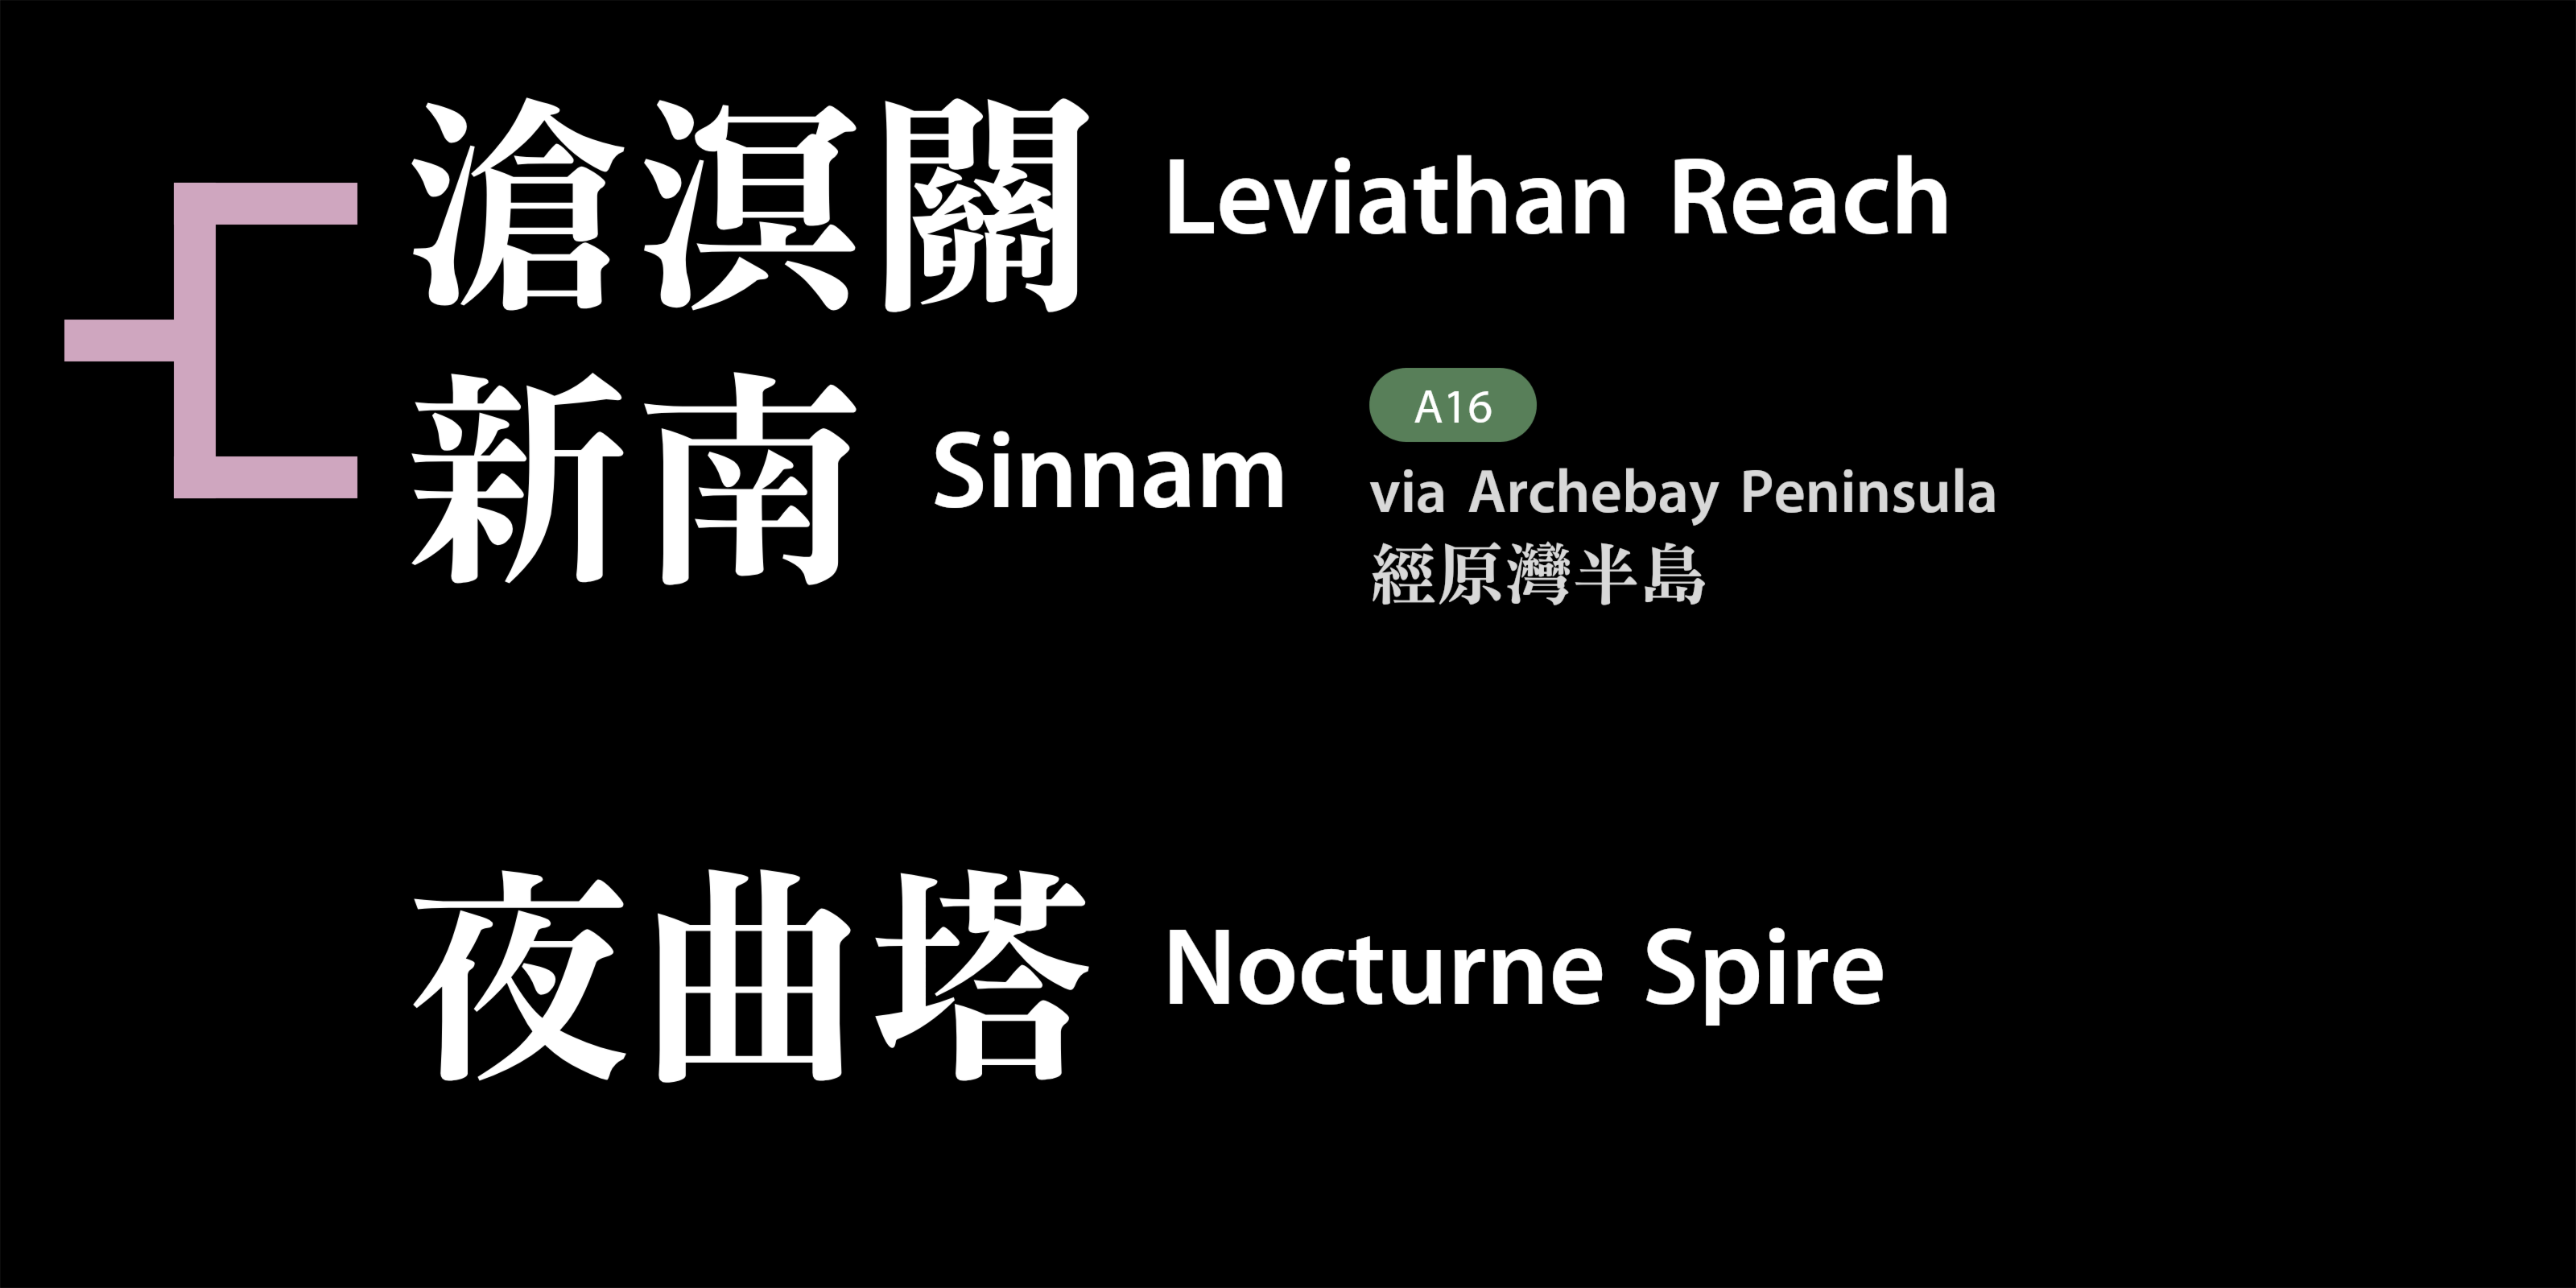 滄溟關 Leviathan Reach
新南 Sinnam
A16
via Archebay Peninsula
經原灣半島
夜曲塔 Nocturne Spire